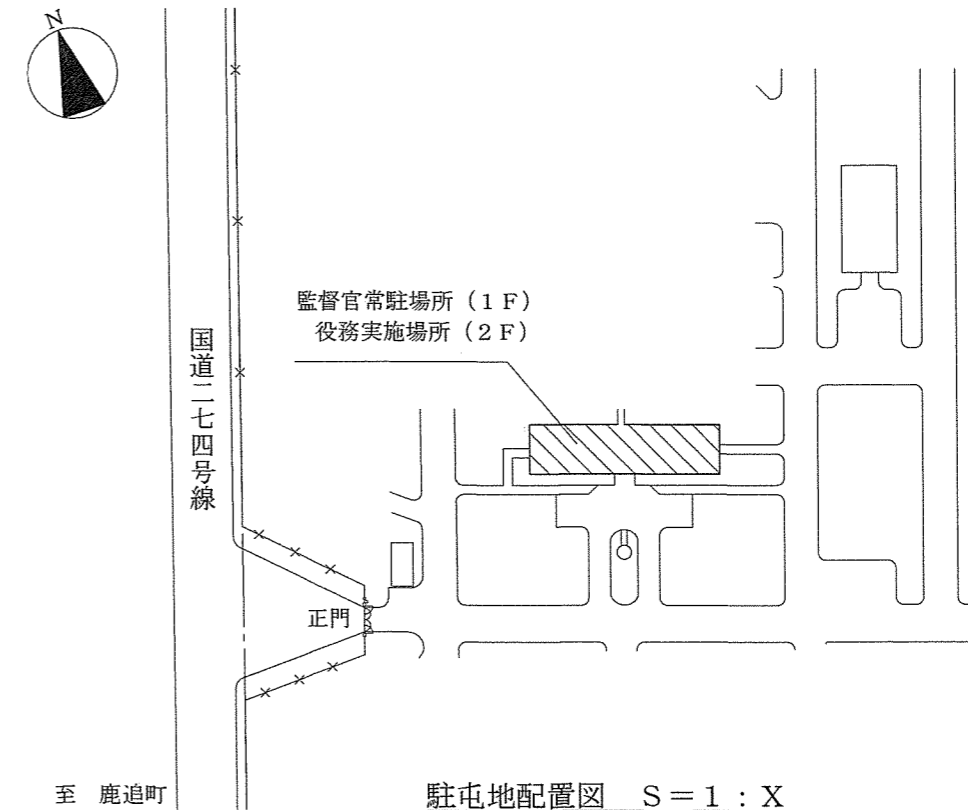 N
監督官常駐場所（１Ｆ）
役務実施場所（２Ｆ）
国道二七四号線
正門
至　鹿追町
駐屯地配置図　Ｓ＝１：Ｘ